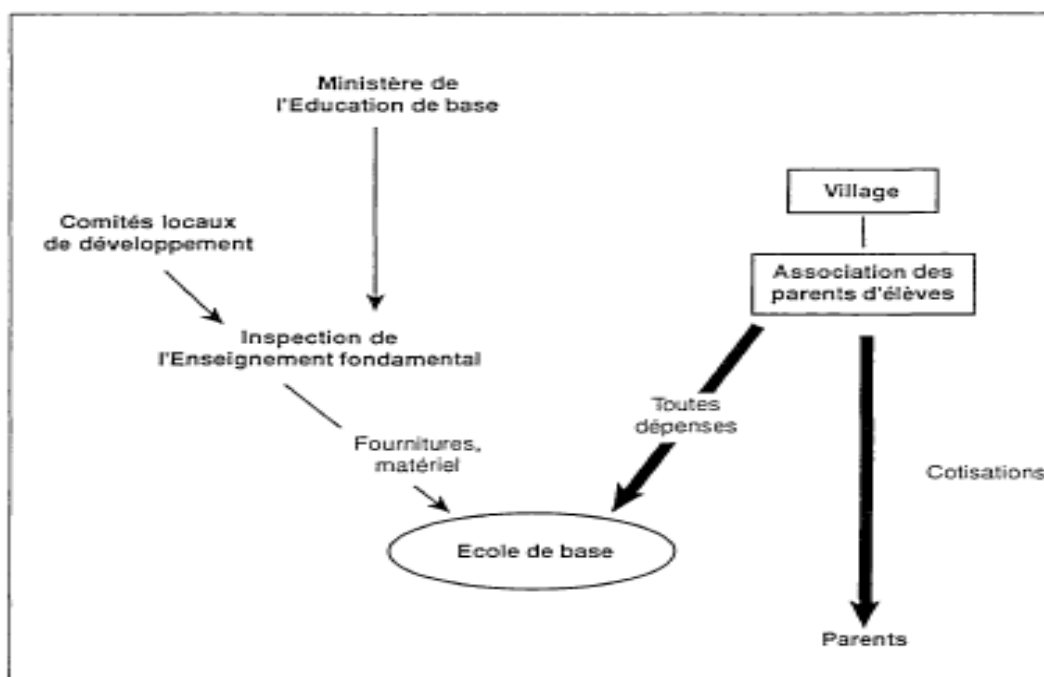 Ministère de
l'Education de base
Village
Comités locaux
de développement
Association des
parents d'élèves
Inspection de
l'Enseignement fondamental
Toutes
dépenses
Fournitures,
matériel
Cotisations
Ecole de base
Parents